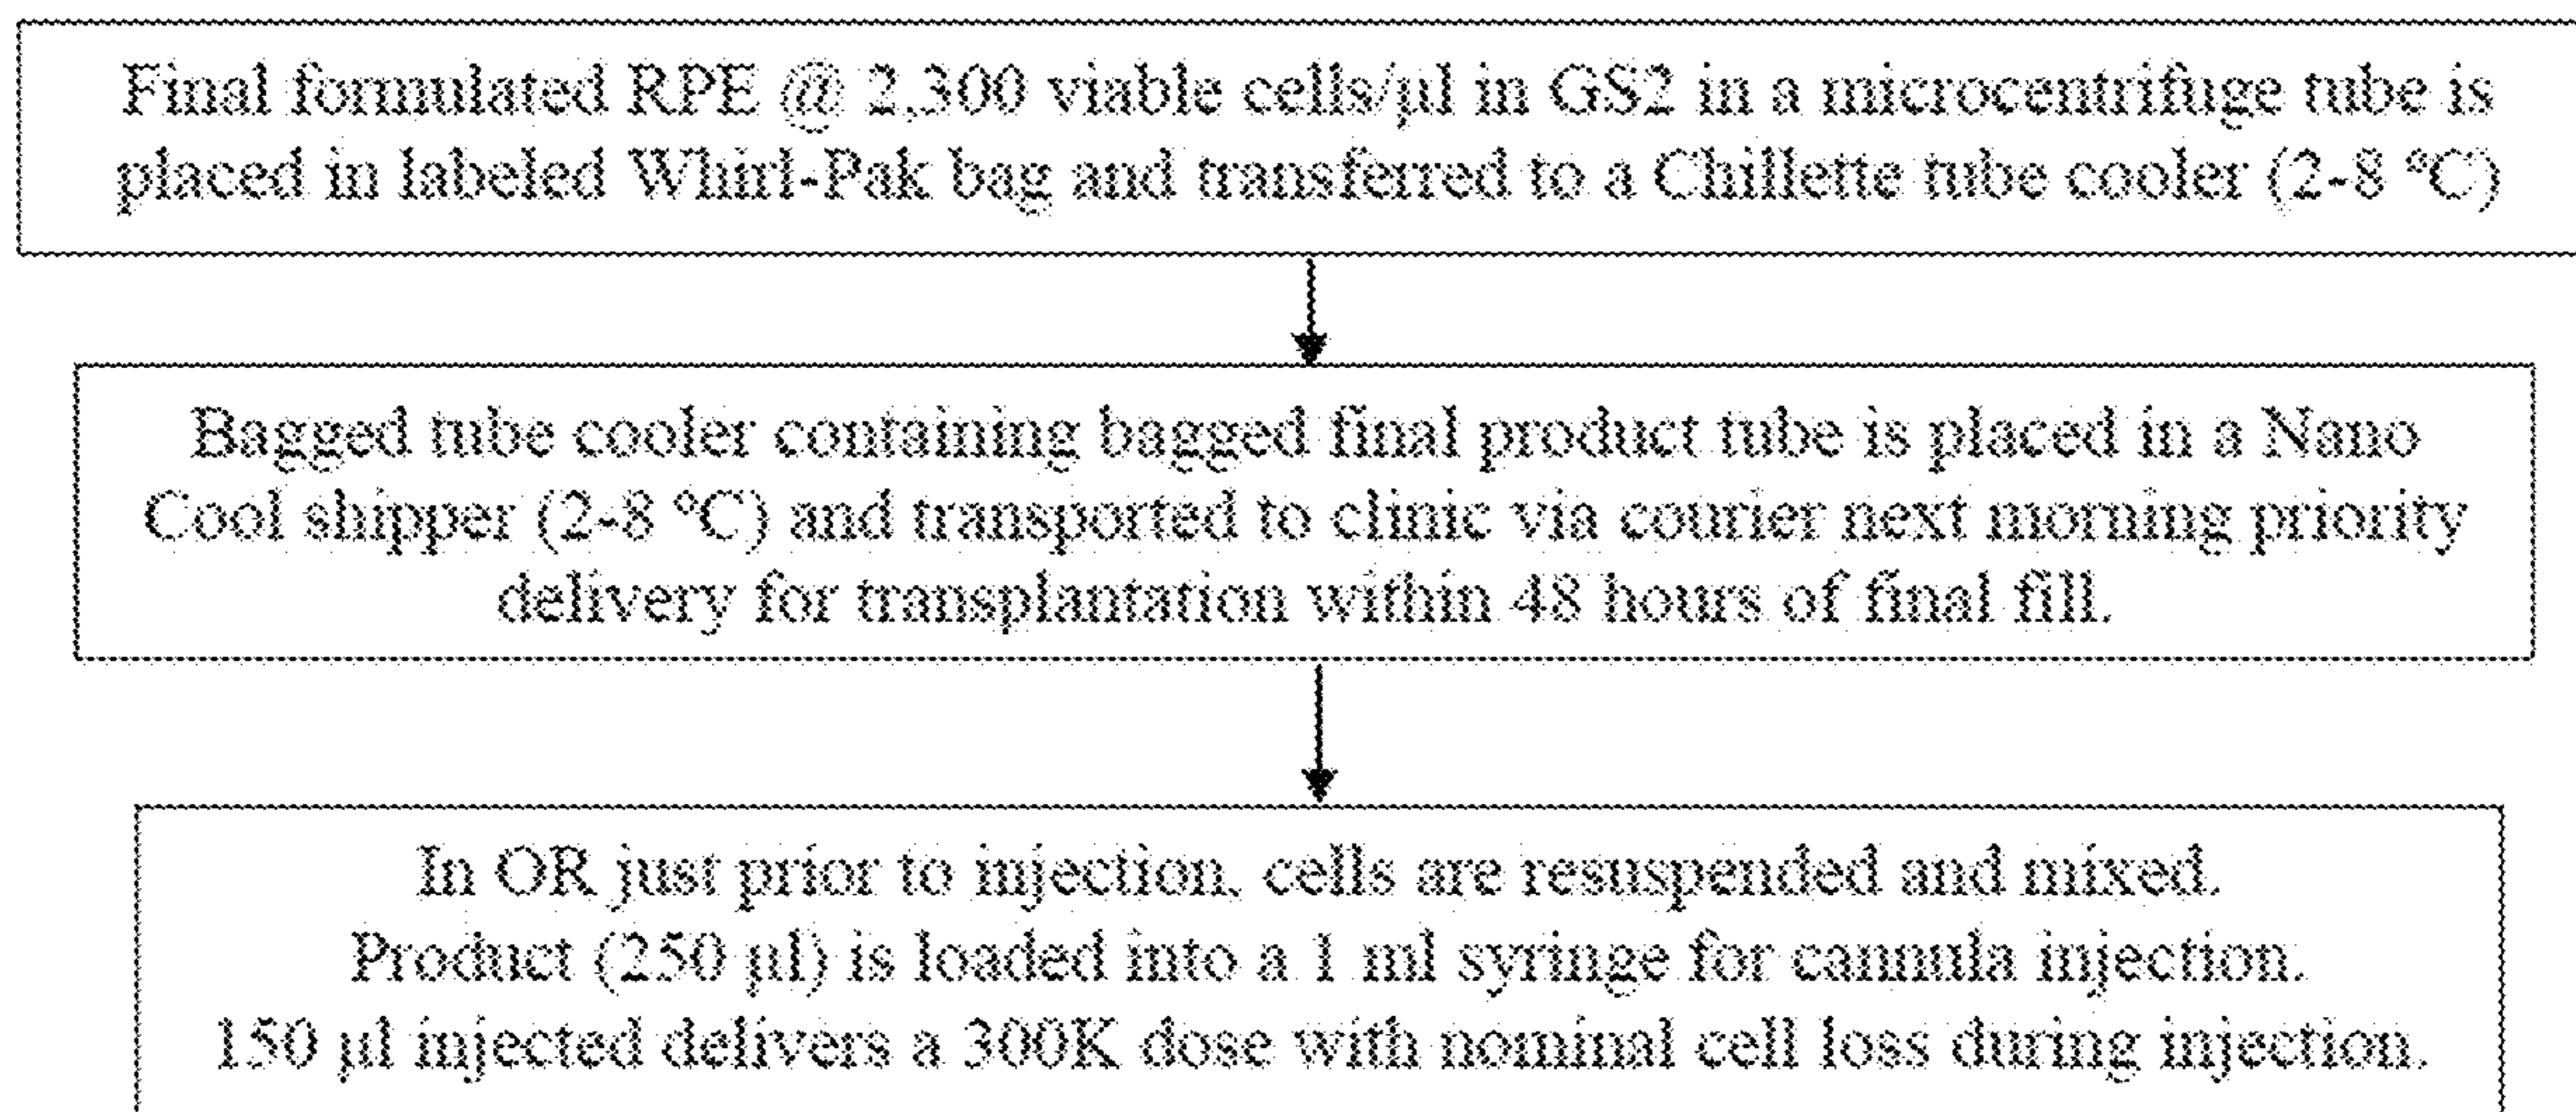 Final formulated RPE @ 2,300 viable cells/µl in GS2 in a microcentrifuge tube is
placed in labeled Whirl-Pak bag and transferred to a Chillette tube cooler (2-8 °C)
Bagged tube cooler containing bagged final product tube is placed in a Nano
Cool shipper (2-8 °C) and transported to clinic via courier next morning priority
delivery for transplantation within 48 hours of final fill.
In OR just prior to injection, cells are resuspended and mixed.
Product (250 µl) is loaded into a 1 ml syringe for cannula injection.
150 µl injected delivers a 300K dose with nominal cell loss during injection.